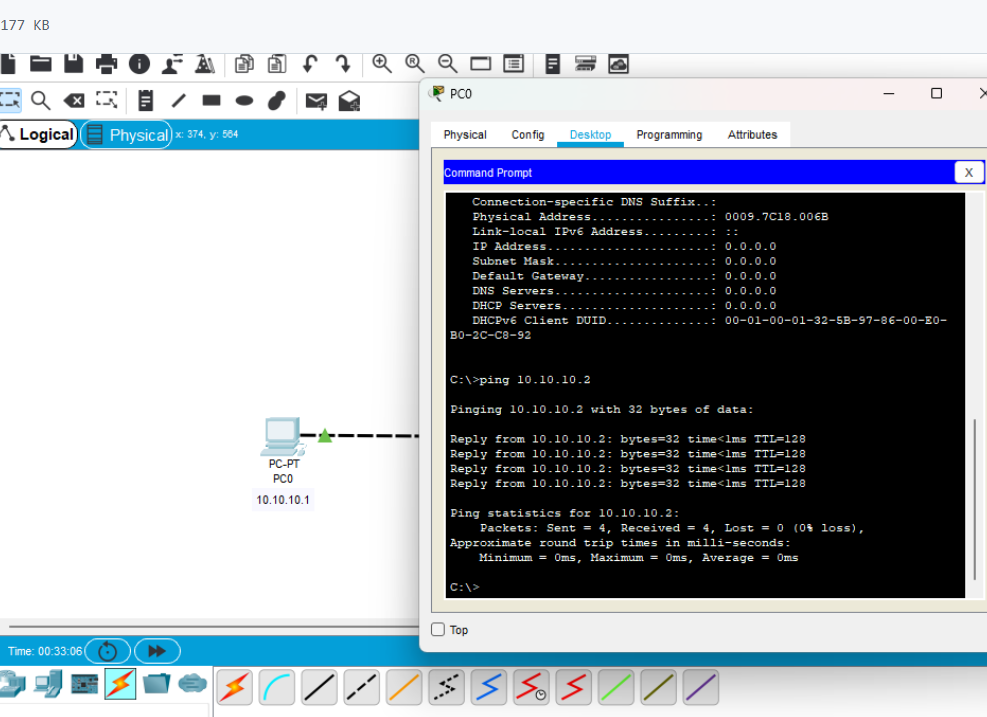 177 KB
PC0
Physical Config Desktop Programming Attributes
Logical Physical x: 374, y: 564
Command Prompt X
Connection-specific DNS Suffix..:
Physical Address................: 0009.7C18.006B
Link-local IPv6 Address.........: ::
IP Address......................: 0.0.0.0
Subnet Mask.....................: 0.0.0.0
Default Gateway.................: 0.0.0.0
DNS Servers.....................: 0.0.0.0
DHCP Servers....................: 0.0.0.0
DHCPv6 Client DUID..............: 00-01-00-01-32-5B-97-86-00-E0-
B0-2C-C8-92
C:\>ping 10.10.10.2
Pinging 10.10.10.2 with 32 bytes of data:
Reply from 10.10.10.2: bytes=32 time<1ms TTL=128
Reply from 10.10.10.2: bytes=32 time<1ms TTL=128
Reply from 10.10.10.2: bytes=32 time<1ms TTL=128
Reply from 10.10.10.2: bytes=32 time<1ms TTL=128
Ping statistics for 10.10.10.2:
Packets: Sent = 4, Received = 4, Lost = 0 (0% loss),
Approximate round trip times in milli-seconds:
Minimum = 0ms, Maximum = 0ms, Average = 0ms
C:\>
Top
PC-PT
PC0
10.10.10.1
Time: 00:33:06